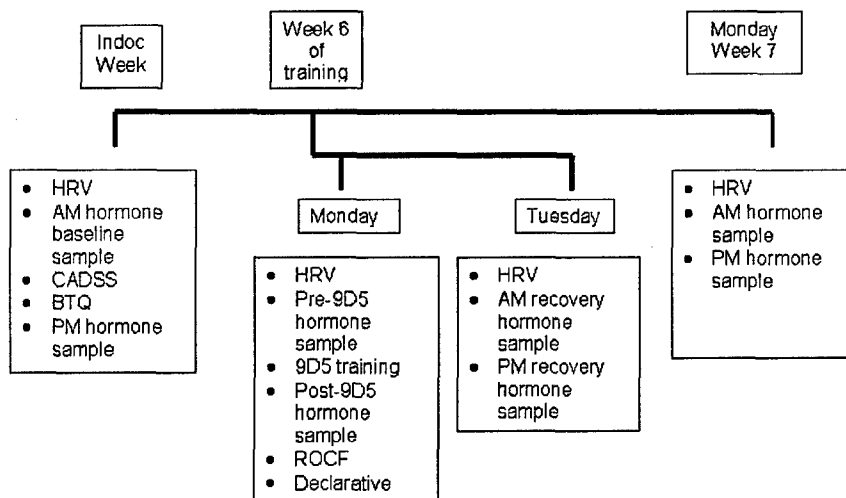 Indoc
Week
Week 6
of
training
Monday
Week 7
• HRV
• AM hormone
baseline
sample
• CADSS
• BTQ
• PM hormone
sample
Monday
• HRV
• Pre-9D5
hormone
sample
• 9D5 training
• Post-9D5
hormone
sample
• ROCF
• Declarative
Tuesday
• HRV
• AM recovery
hormone
sample
• PM recovery
hormone
sample
• HRV
• AM hormone
sample
• PM hormone
sample